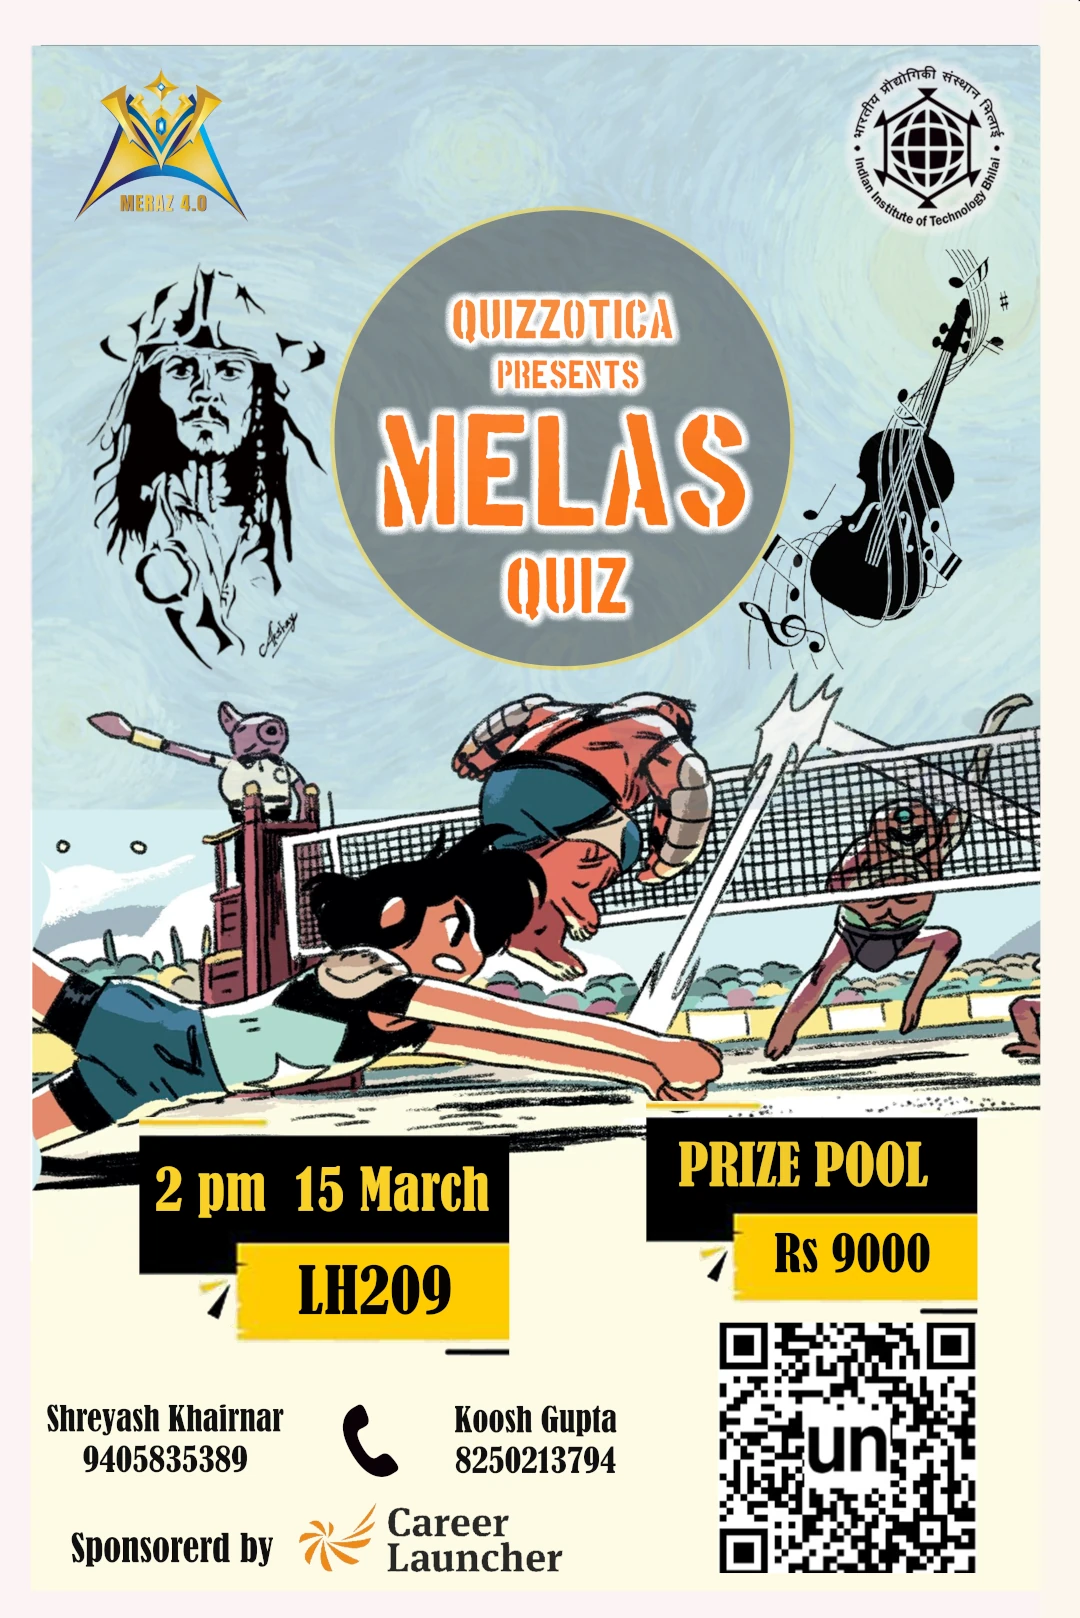 MERAZ 4.0
भारतीय प्रौद्योगिकी संस्थान भिलाई
Indian Institute of Technology Bhilai
QUIZZOTICA
PRESENTS
MELAS
QUIZ
Akshay
2 pm 15 March
LH209
PRIZE POOL
Rs 9000
Shreyash Khairnar
9405835389
Koosh Gupta
8250213794
un
Sponsorerd by
Career
Launcher